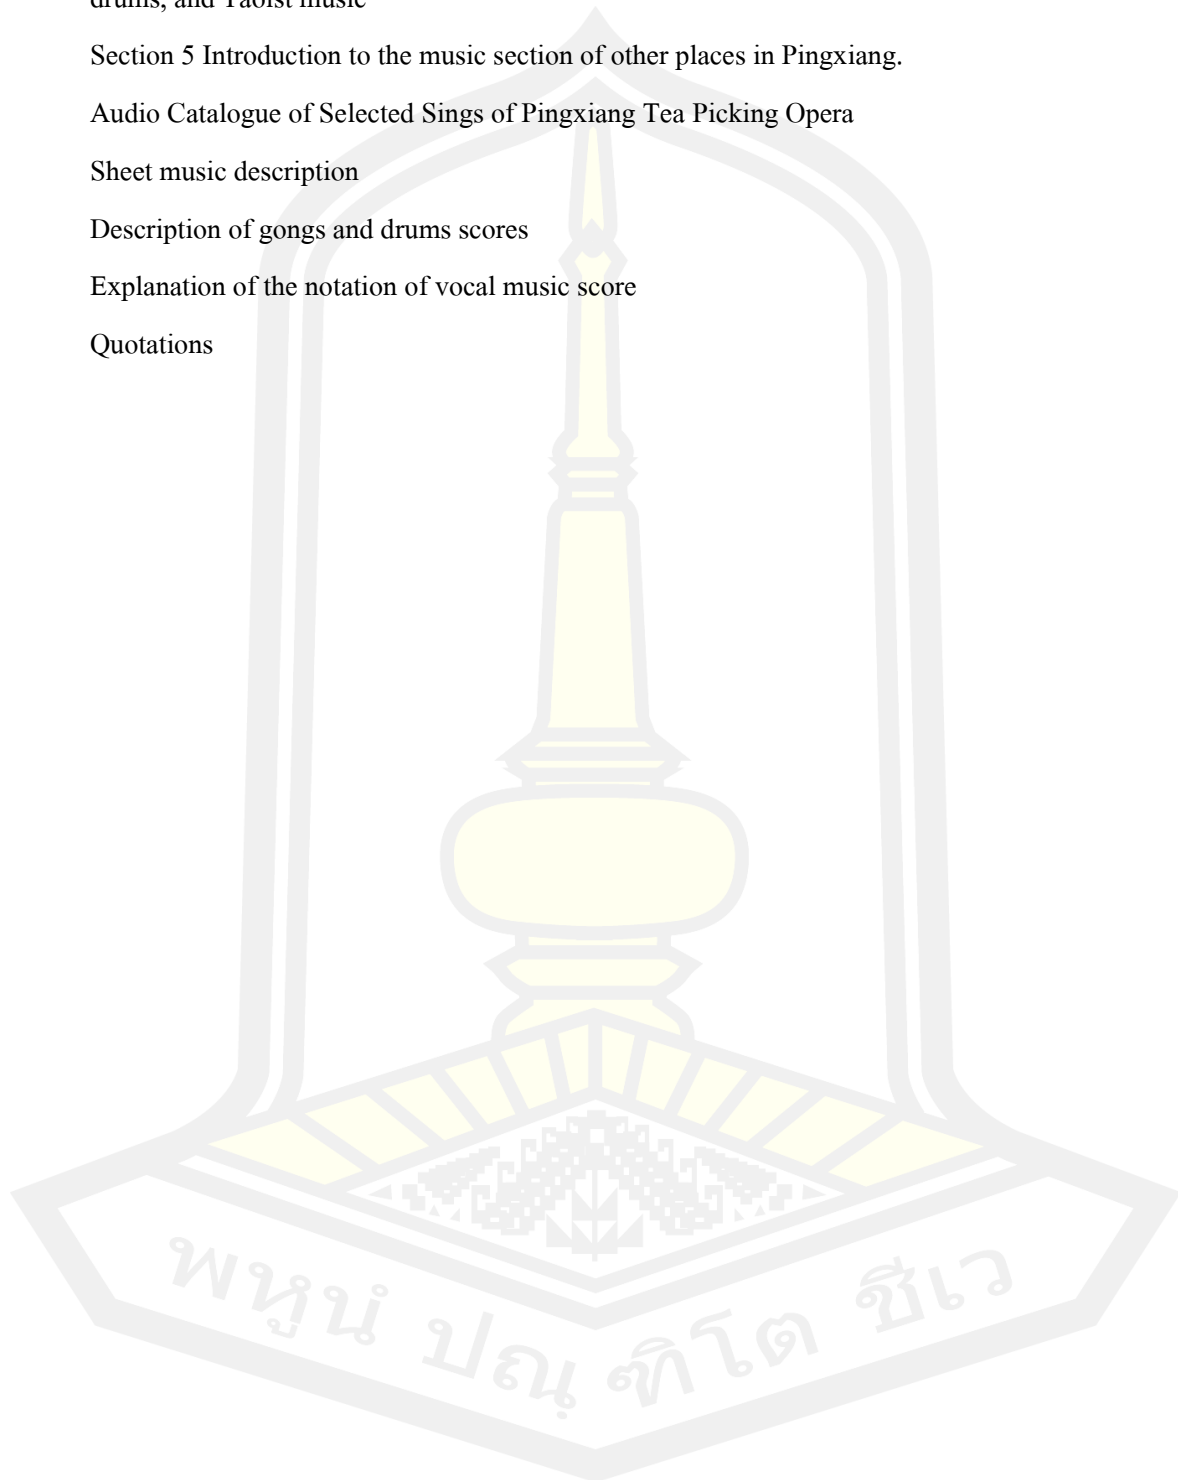 drums, and Taoist music
Section 5 Introduction to the music section of other places in Pingxiang.
Audio Catalogue of Selected Sings of Pingxiang Tea Picking Opera
Sheet music description
Description of gongs and drums scores
Explanation of the notation of vocal music score
Quotations
พหูนํ ปณฺฑิโต ชีเว